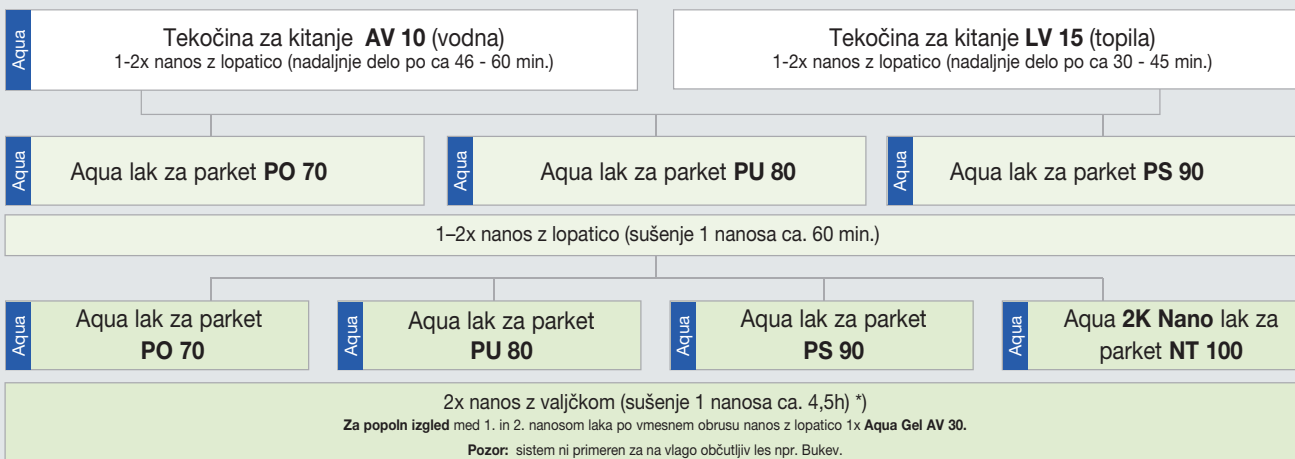 Aqua
Tekočina za kitanje AV 10 (vodna)
1-2x nanos z lopatico (nadaljnje delo po ca 46 - 60 min.)
Tekočina za kitanje LV 15 (topila)
1-2x nanos z lopatico (nadaljnje delo po ca 30 - 45 min.)
Aqua
Aqua lak za parket PO 70
Aqua
Aqua lak za parket PU 80
Aqua
Aqua lak za parket PS 90
1–2x nanos z lopatico (sušenje 1 nanosa ca. 60 min.)
Aqua
Aqua lak za parket
PO 70
Aqua
Aqua lak za parket
PU 80
Aqua
Aqua lak za parket
PS 90
Aqua
Aqua 2K Nano lak za
parket NT 100
2x nanos z valjčkom (sušenje 1 nanosa ca. 4,5h) *)
Za popoln izgled med 1. in 2. nanosom laka po vmesnem obrusu nanos z lopatico 1x Aqua Gel AV 30.
Pozor: sistem ni primeren za na vlago občutljiv les npr. Bukev.